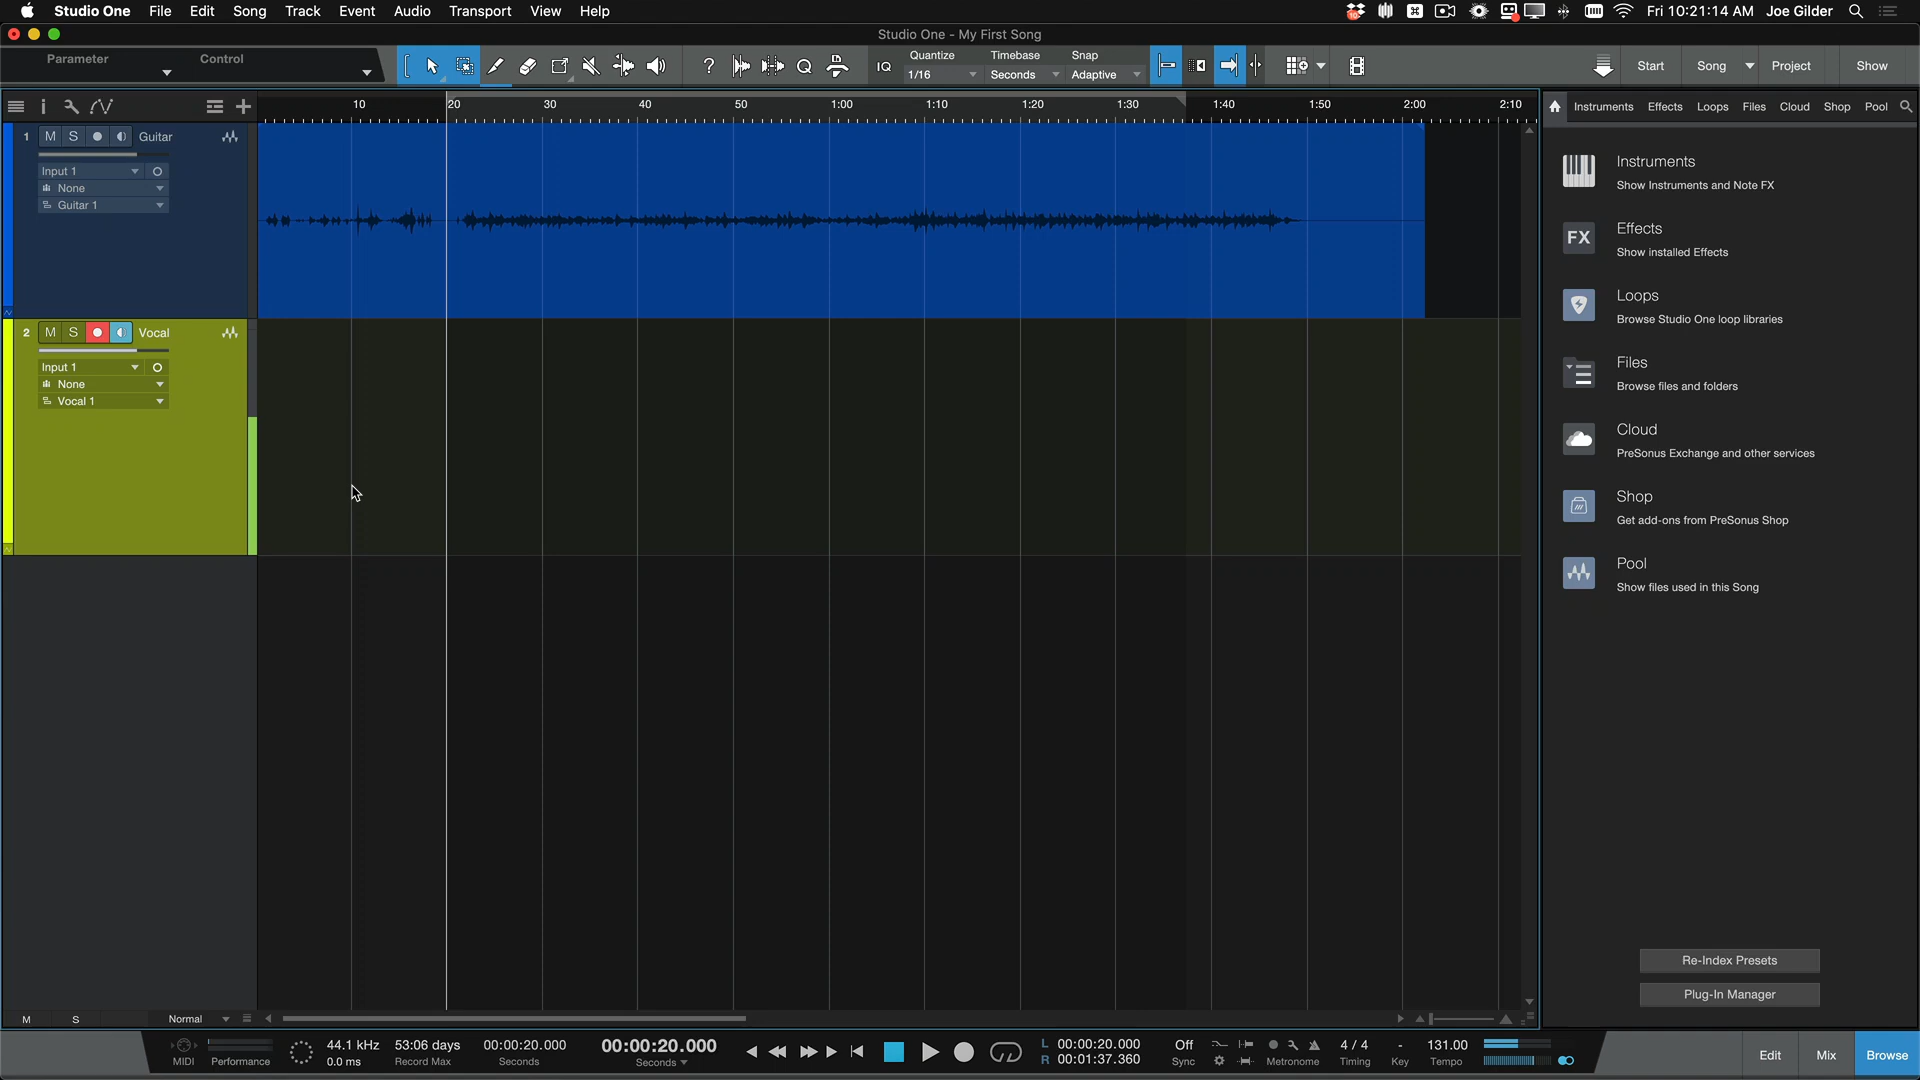 Studio One File Edit Song Track Event Audio Transport View Help Fri 10:21:14 AM Joe Gilder
Studio One - My First Song
Parameter Control
IQ Quantize 1/16 Timebase Seconds Snap Adaptive
Start Song Project Show
10 20 30 40 50 1:00 1:10 1:20 1:30 1:40 1:50 2:00 2:10
Instruments Effects Loops Files Cloud Shop Pool
1 M S Guitar
Input 1
None
Guitar 1
2 M S Vocal
Input 1
None
Vocal 1
Instruments
Show Instruments and Note FX
FX Effects
Show installed Effects
Loops
Browse Studio One loop libraries
Files
Browse files and folders
Cloud
PreSonus Exchange and other services
Shop
Get add-ons from PreSonus Shop
Pool
Show files used in this Song
Re-Index Presets
Plug-In Manager
M S Normal
MIDI Performance
44.1 kHz
0.0 ms
53:06 days
Record Max
00:00:20.000
Seconds
00:00:20.000
Seconds
L 00:00:20.000
R 00:01:37.360
Off
Sync
Metronome
4 / 4
Timing
-
Key
131.00
Tempo
Edit Mix Browse